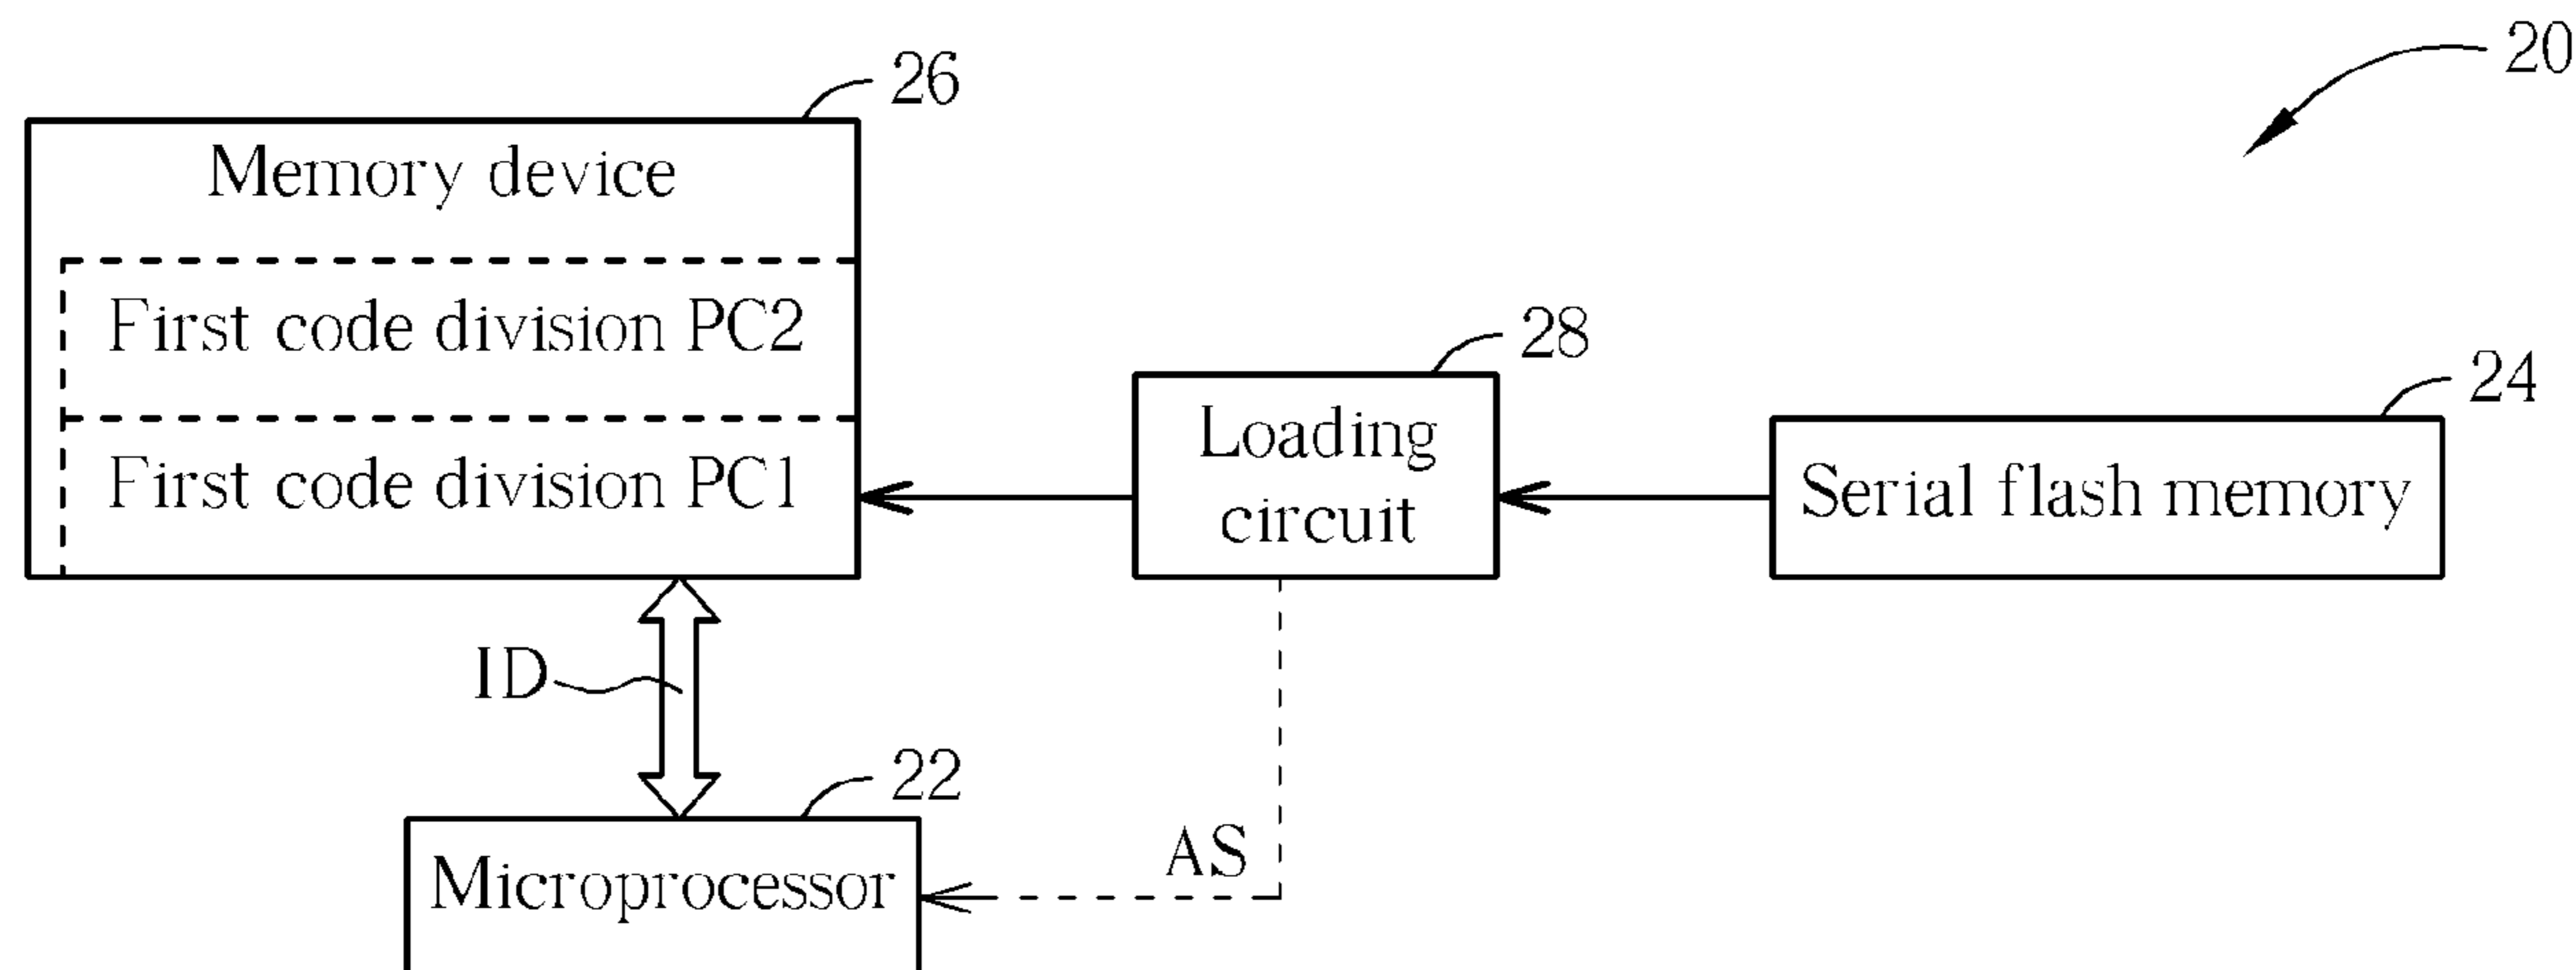 20
26
Memory device
First code division PC2
First code division PC1
28
Loading
circuit
24
Serial flash memory
ID
22
Microprocessor
AS